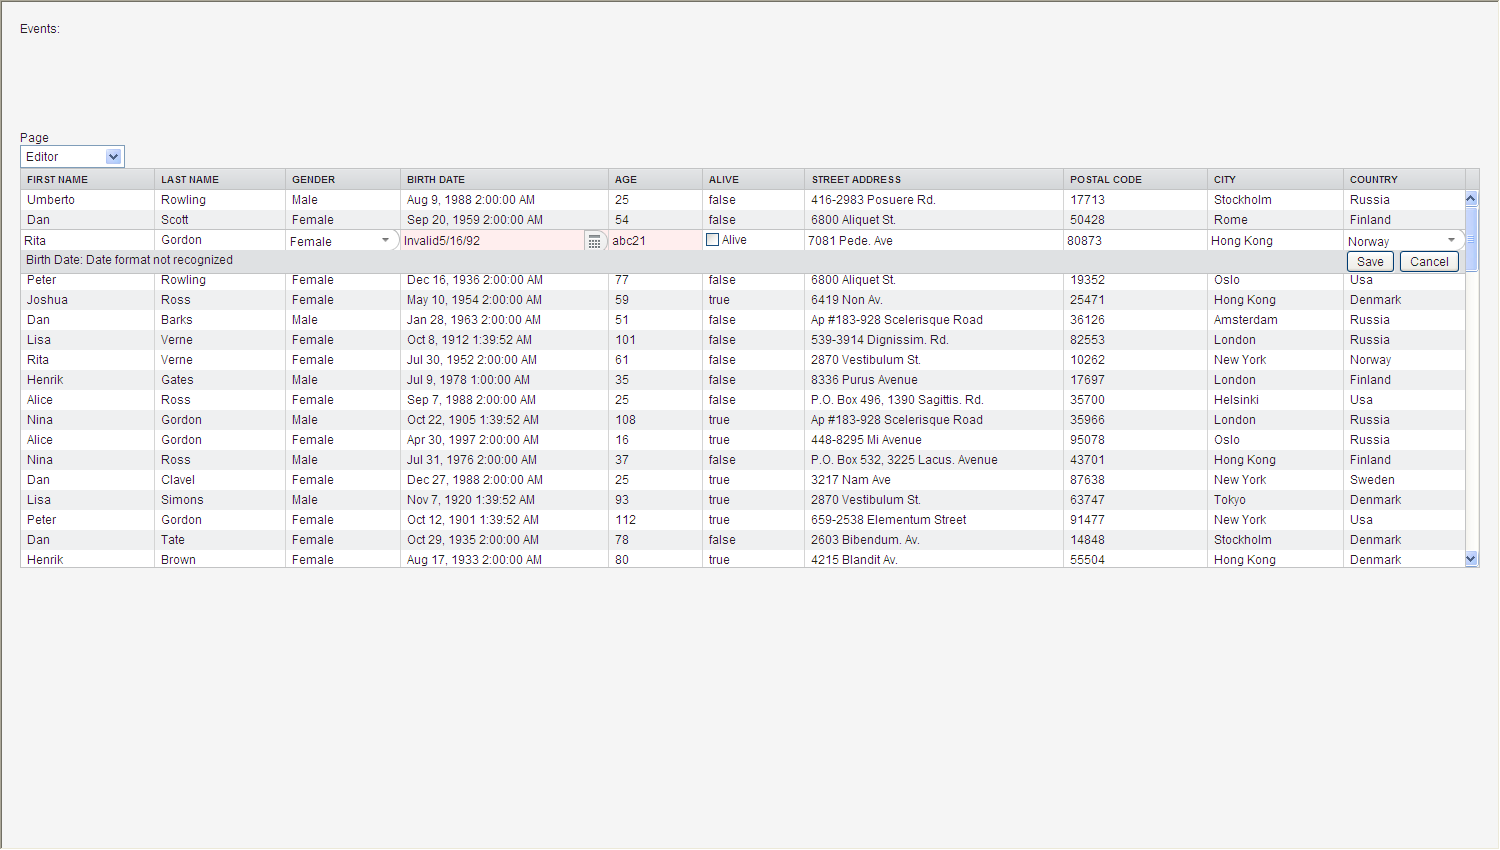 Events:
Page
Editor
FIRST NAME LAST NAME GENDER BIRTH DATE AGE ALIVE STREET ADDRESS POSTAL CODE CITY COUNTRY
Umberto Rowling Male Aug 9, 1988 2:00:00 AM 25 false 416-2983 Posuere Rd. 17713 Stockholm Russia
Dan Scott Female Sep 20, 1959 2:00:00 AM 54 false 6800 Aliquet St. 50428 Rome Finland
Rita Gordon Female Invalid5/16/92 abc21 Alive 7081 Pede. Ave 80873 Hong Kong Norway
Birth Date: Date format not recognized Save Cancel
Peter Rowling Female Dec 16, 1936 2:00:00 AM 77 false 6800 Aliquet St. 19352 Oslo Usa
Joshua Ross Female May 10, 1954 2:00:00 AM 59 true 6419 Non Av. 25471 Hong Kong Denmark
Dan Barks Male Jan 28, 1963 2:00:00 AM 51 false Ap #183-928 Scelerisque Road 36126 Amsterdam Russia
Lisa Verne Female Oct 8, 1912 1:39:52 AM 101 false 539-3914 Dignissim. Rd. 82553 London Russia
Rita Verne Female Jul 30, 1952 2:00:00 AM 61 false 2870 Vestibulum St. 10262 New York Norway
Henrik Gates Male Jul 9, 1978 1:00:00 AM 35 false 8336 Purus Avenue 17697 London Finland
Alice Ross Female Sep 7, 1988 2:00:00 AM 25 false P.O. Box 496, 1390 Sagittis. Rd. 35700 Helsinki Usa
Nina Gordon Male Oct 22, 1905 1:39:52 AM 108 true Ap #183-928 Scelerisque Road 35966 London Russia
Alice Gordon Female Apr 30, 1997 2:00:00 AM 16 true 448-8295 Mi Avenue 95078 Oslo Russia
Nina Ross Male Jul 31, 1976 2:00:00 AM 37 false P.O. Box 532, 3225 Lacus. Avenue 43701 Hong Kong Finland
Dan Clavel Female Dec 27, 1988 2:00:00 AM 25 true 3217 Nam Ave 87638 New York Sweden
Lisa Simons Male Nov 7, 1920 1:39:52 AM 93 true 2870 Vestibulum St. 63747 Tokyo Denmark
Peter Gordon Female Oct 12, 1901 1:39:52 AM 112 true 659-2538 Elementum Street 91477 New York Usa
Dan Tate Female Oct 29, 1935 2:00:00 AM 78 false 2603 Bibendum. Av. 14848 Stockholm Denmark
Henrik Brown Female Aug 17, 1933 2:00:00 AM 80 true 4215 Blandit Av. 55504 Hong Kong Denmark